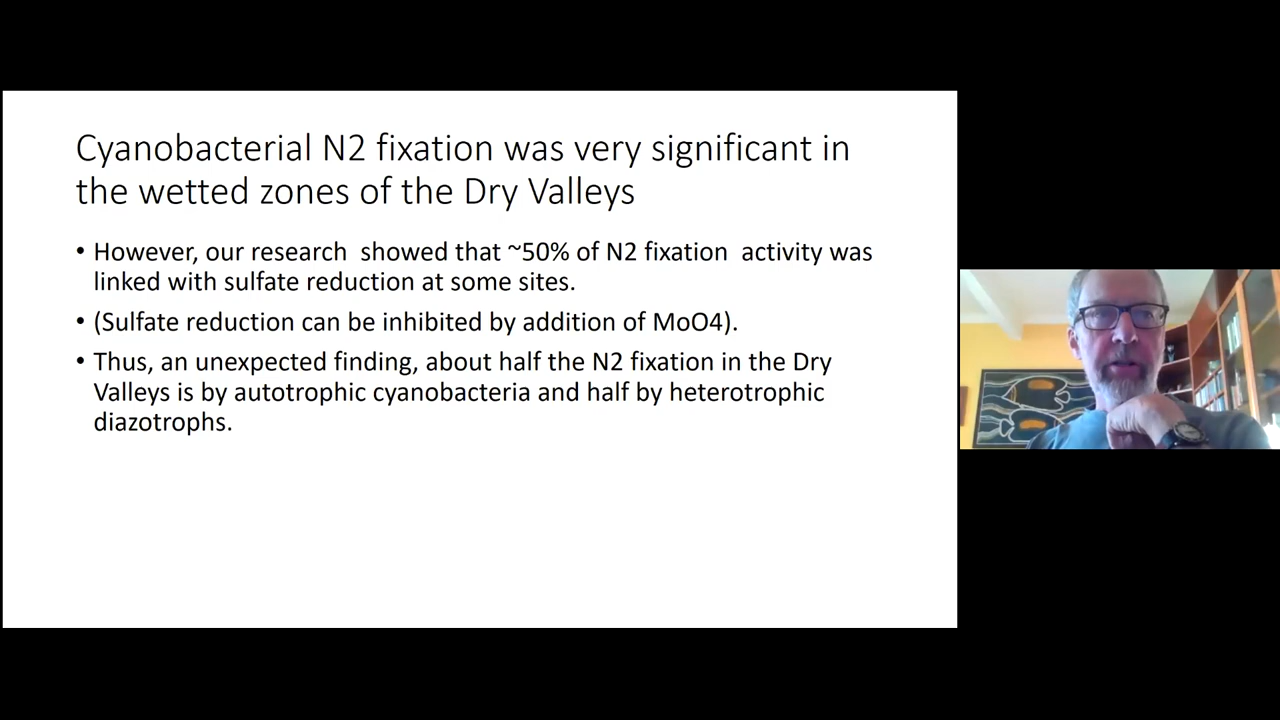 Cyanobacterial N2 fixation was very significant in
the wetted zones of the Dry Valleys
• However, our research showed that ~50% of N2 fixation activity was
linked with sulfate reduction at some sites.
• (Sulfate reduction can be inhibited by addition of MoO4).
• Thus, an unexpected finding, about half the N2 fixation in the Dry
Valleys is by autotrophic cyanobacteria and half by heterotrophic
diazotrophs.